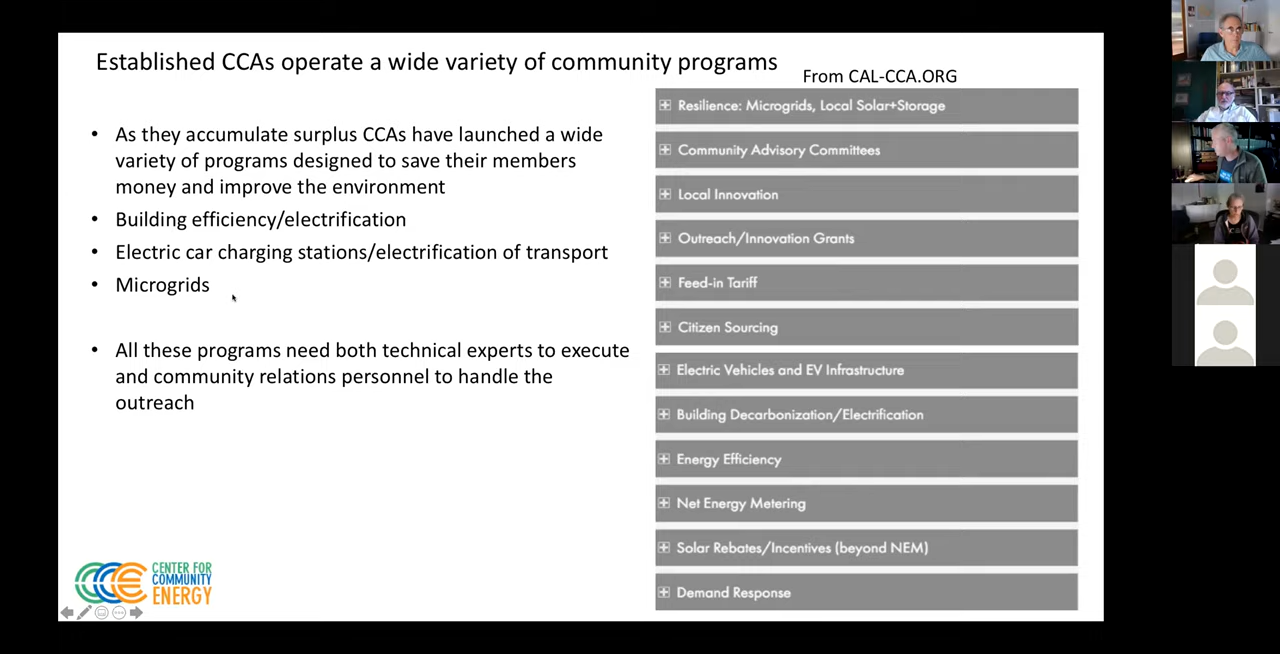 Established CCAs operate a wide variety of community programs
From CAL-CCA.ORG
• As they accumulate surplus CCAs have launched a wide
variety of programs designed to save their members
money and improve the environment
• Building efficiency/electrification
• Electric car charging stations/electrification of transport
• Microgrids
• All these programs need both technical experts to execute
and community relations personnel to handle the
outreach
Resilience: Microgrids, Local Solar+Storage
Community Advisory Committees
Local Innovation
Outreach/Innovation Grants
Feed-in Tariff
Citizen Sourcing
Electric Vehicles and EV Infrastructure
Building Decarbonization/Electrification
Energy Efficiency
Net Energy Metering
Solar Rebates/Incentives (beyond NEM)
Demand Response
CCE
CENTER FOR
COMMUNITY
ENERGY